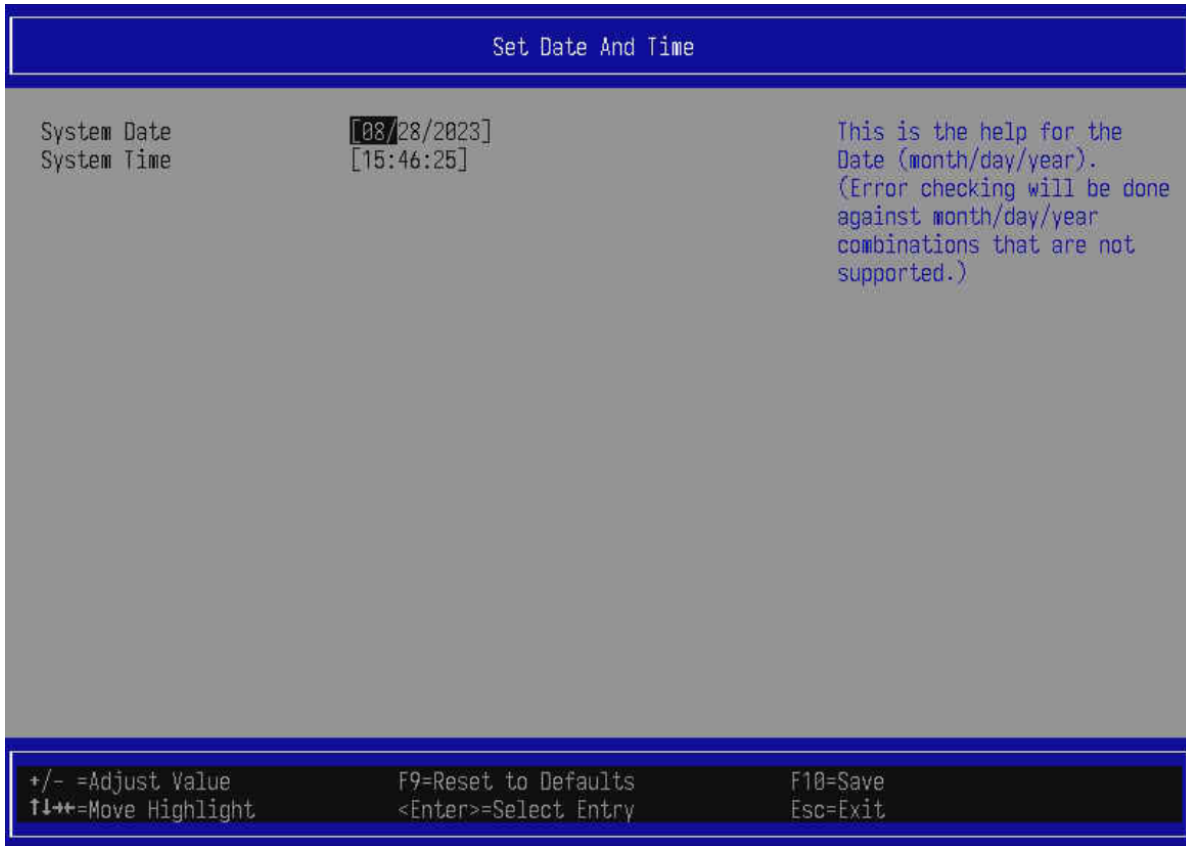 Set Date And Time
System Date [08/28/2023]
System Time [15:46:25]
This is the help for the
Date (month/day/year).
(Error checking will be done
against month/day/year
combinations that are not
supported.)
+/- =Adjust Value F9=Reset to Defaults F10=Save
↑↓→←=Move Highlight <Enter>=Select Entry Esc=Exit